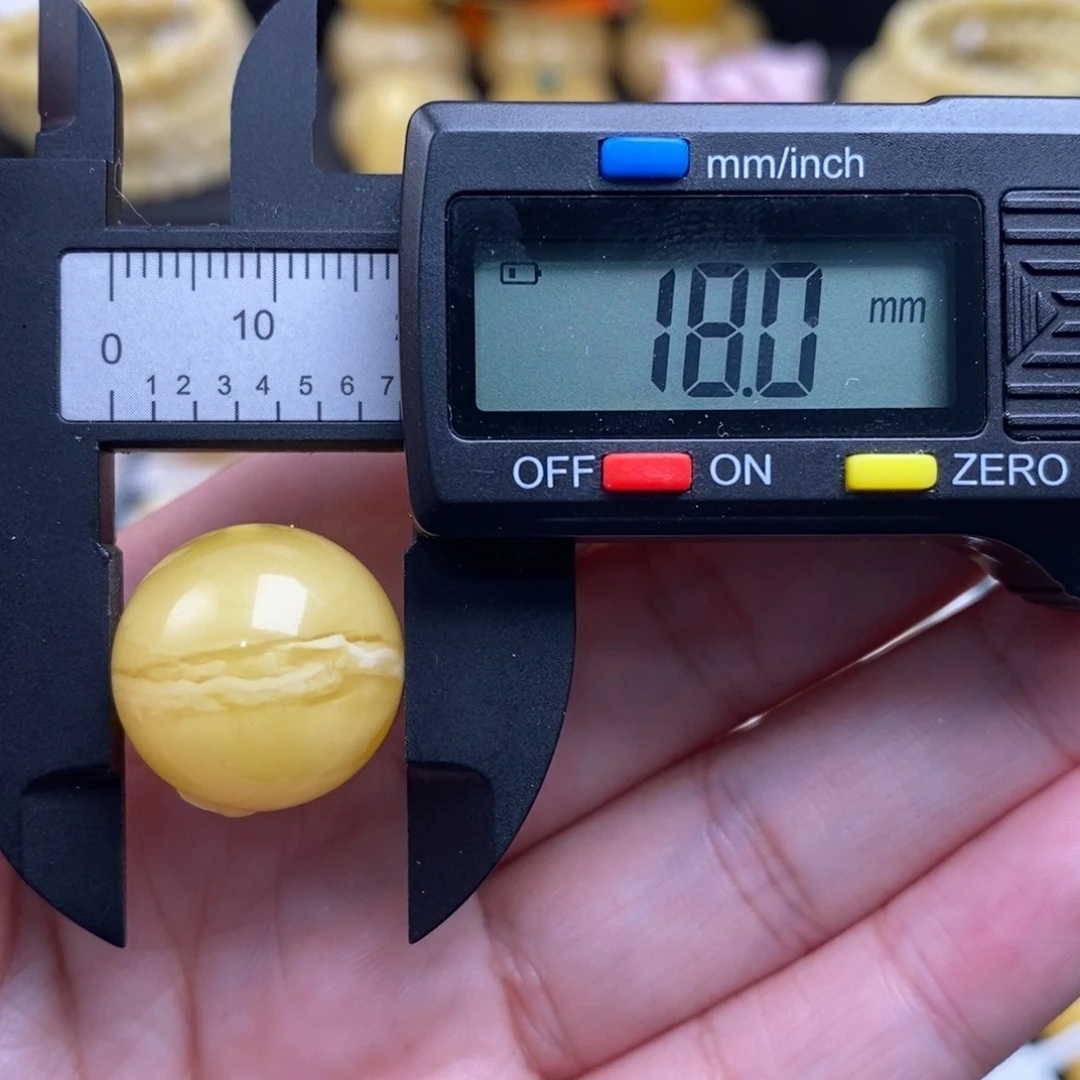 mm/inch
18.0 mm
0 10
1 2 3 4 5 6 7
OFF ON ZERO